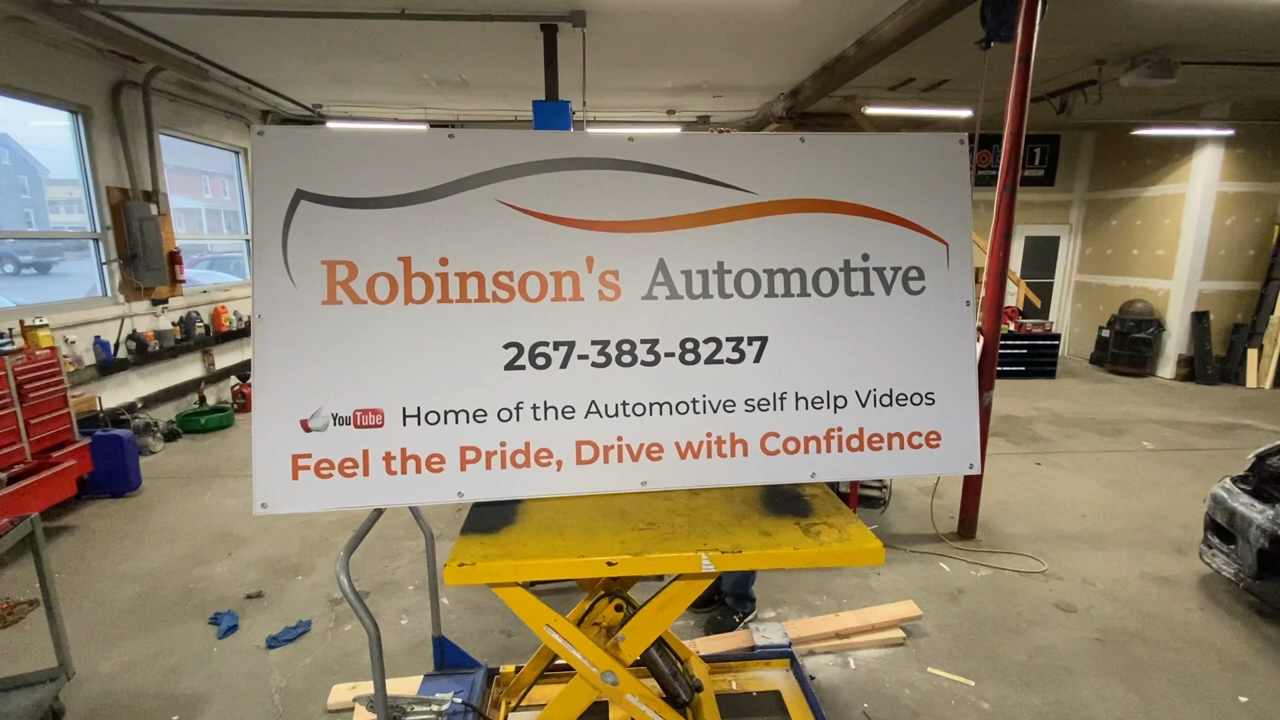 Robinson's Automotive
267-383-8237
YouTube Home of the Automotive self help Videos
Feel the Pride, Drive with Confidence
1